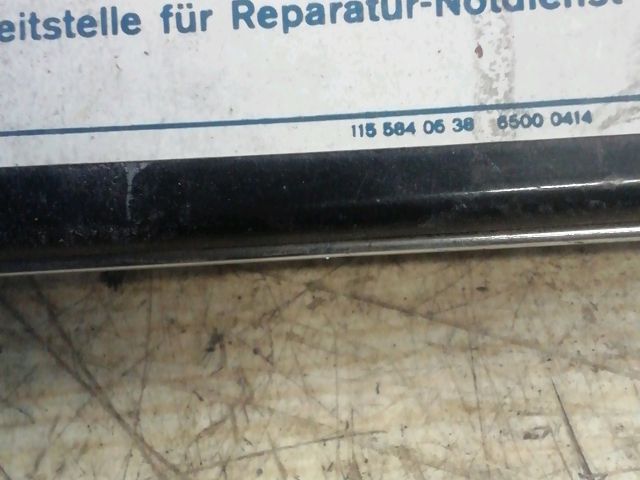 eitstelle für Reparatur-Notdienst
115 584 06 38 6500 0414